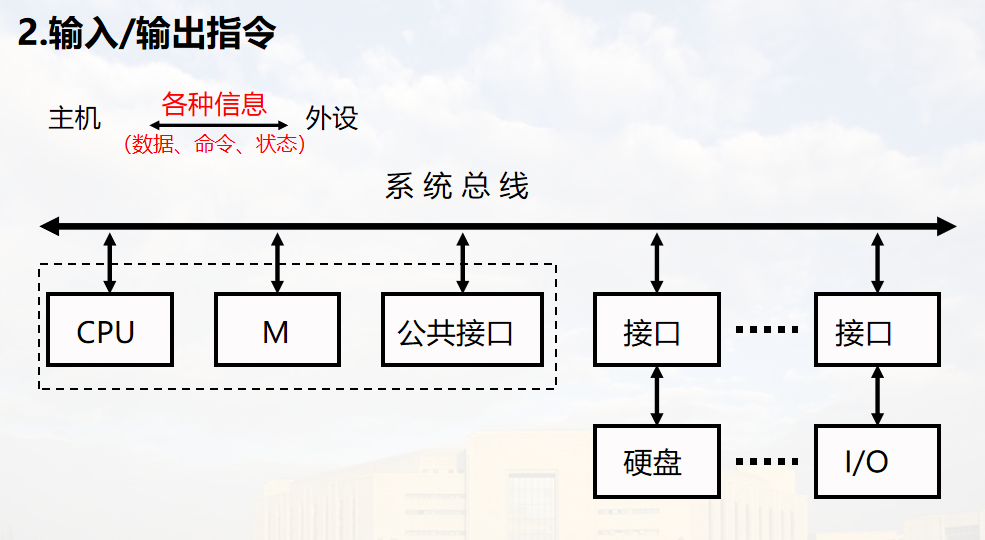 2.输入/输出指令
主机 各种信息 外设
（数据、命令、状态）
系统总线
CPU M 公共接口 接口 接口
硬盘 I/O